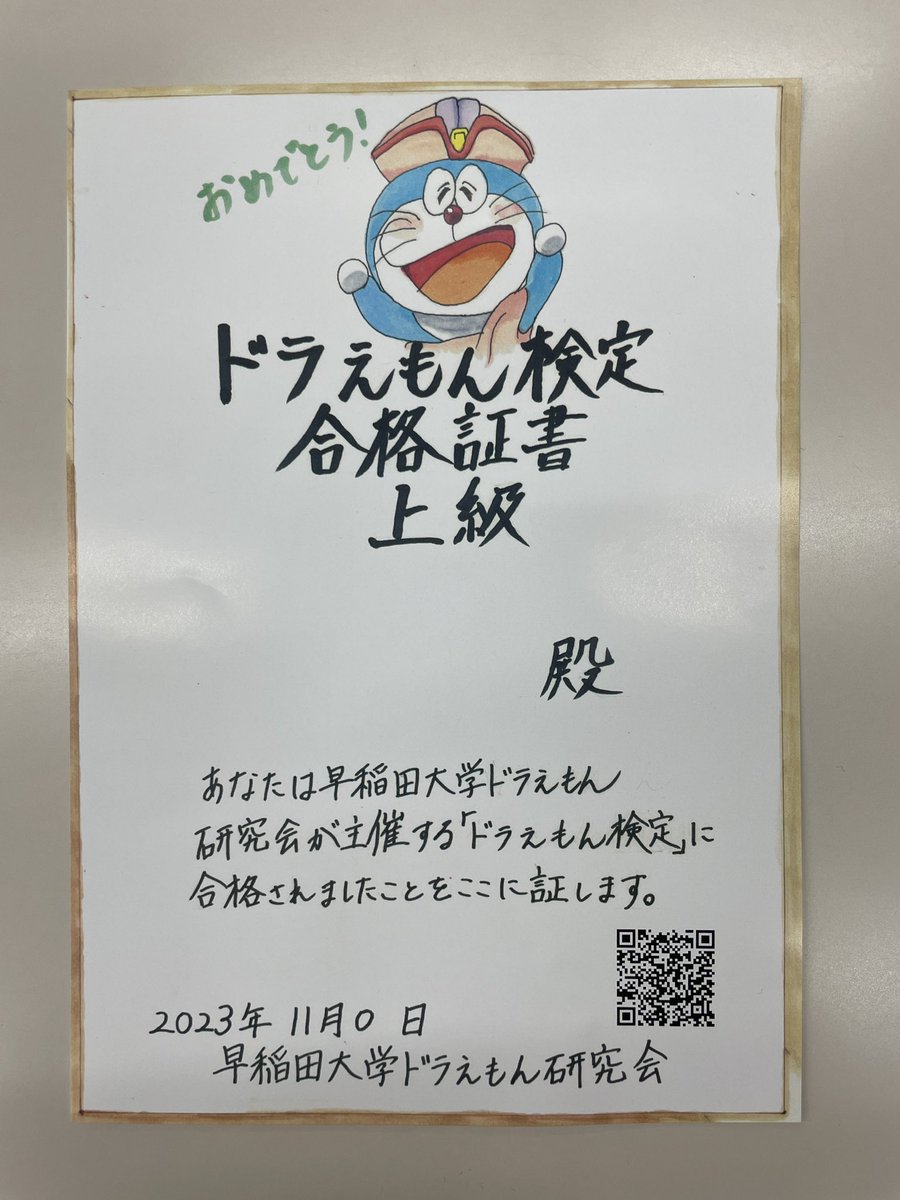 おめでとう!
ドラえもん検定
合格証書
上級
殿
あなたは早稲田大学ドラえもん
研究会が主催する「ドラえもん検定」に
合格されましたことをここに証します。
2023年 11月0 日
早稲田大学ドラえもん研究会